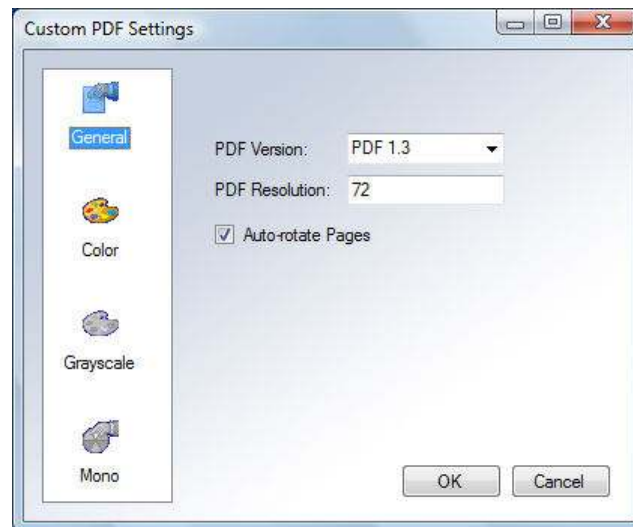 Custom PDF Settings
General
PDF Version: PDF 1.3
PDF Resolution: 72
Auto-rotate Pages
Color
Grayscale
Mono
OK Cancel